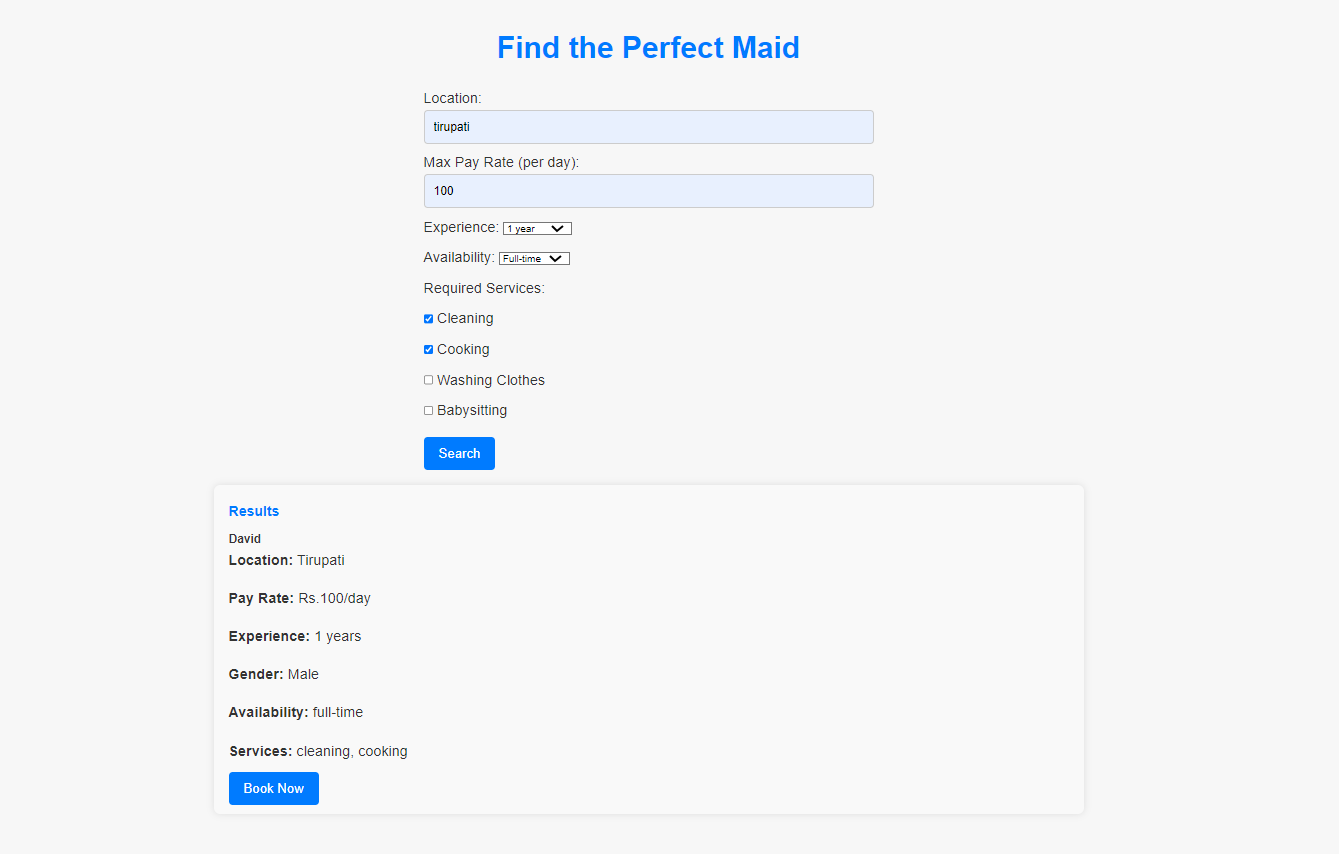 Find the Perfect Maid
Location:
tirupati
Max Pay Rate (per day):
100
Experience: 1 year
Availability: Full-time
Required Services:
Cleaning
Cooking
Washing Clothes
Babysitting
Search
Results
David
Location: Tirupati
Pay Rate: Rs.100/day
Experience: 1 years
Gender: Male
Availability: full-time
Services: cleaning, cooking
Book Now